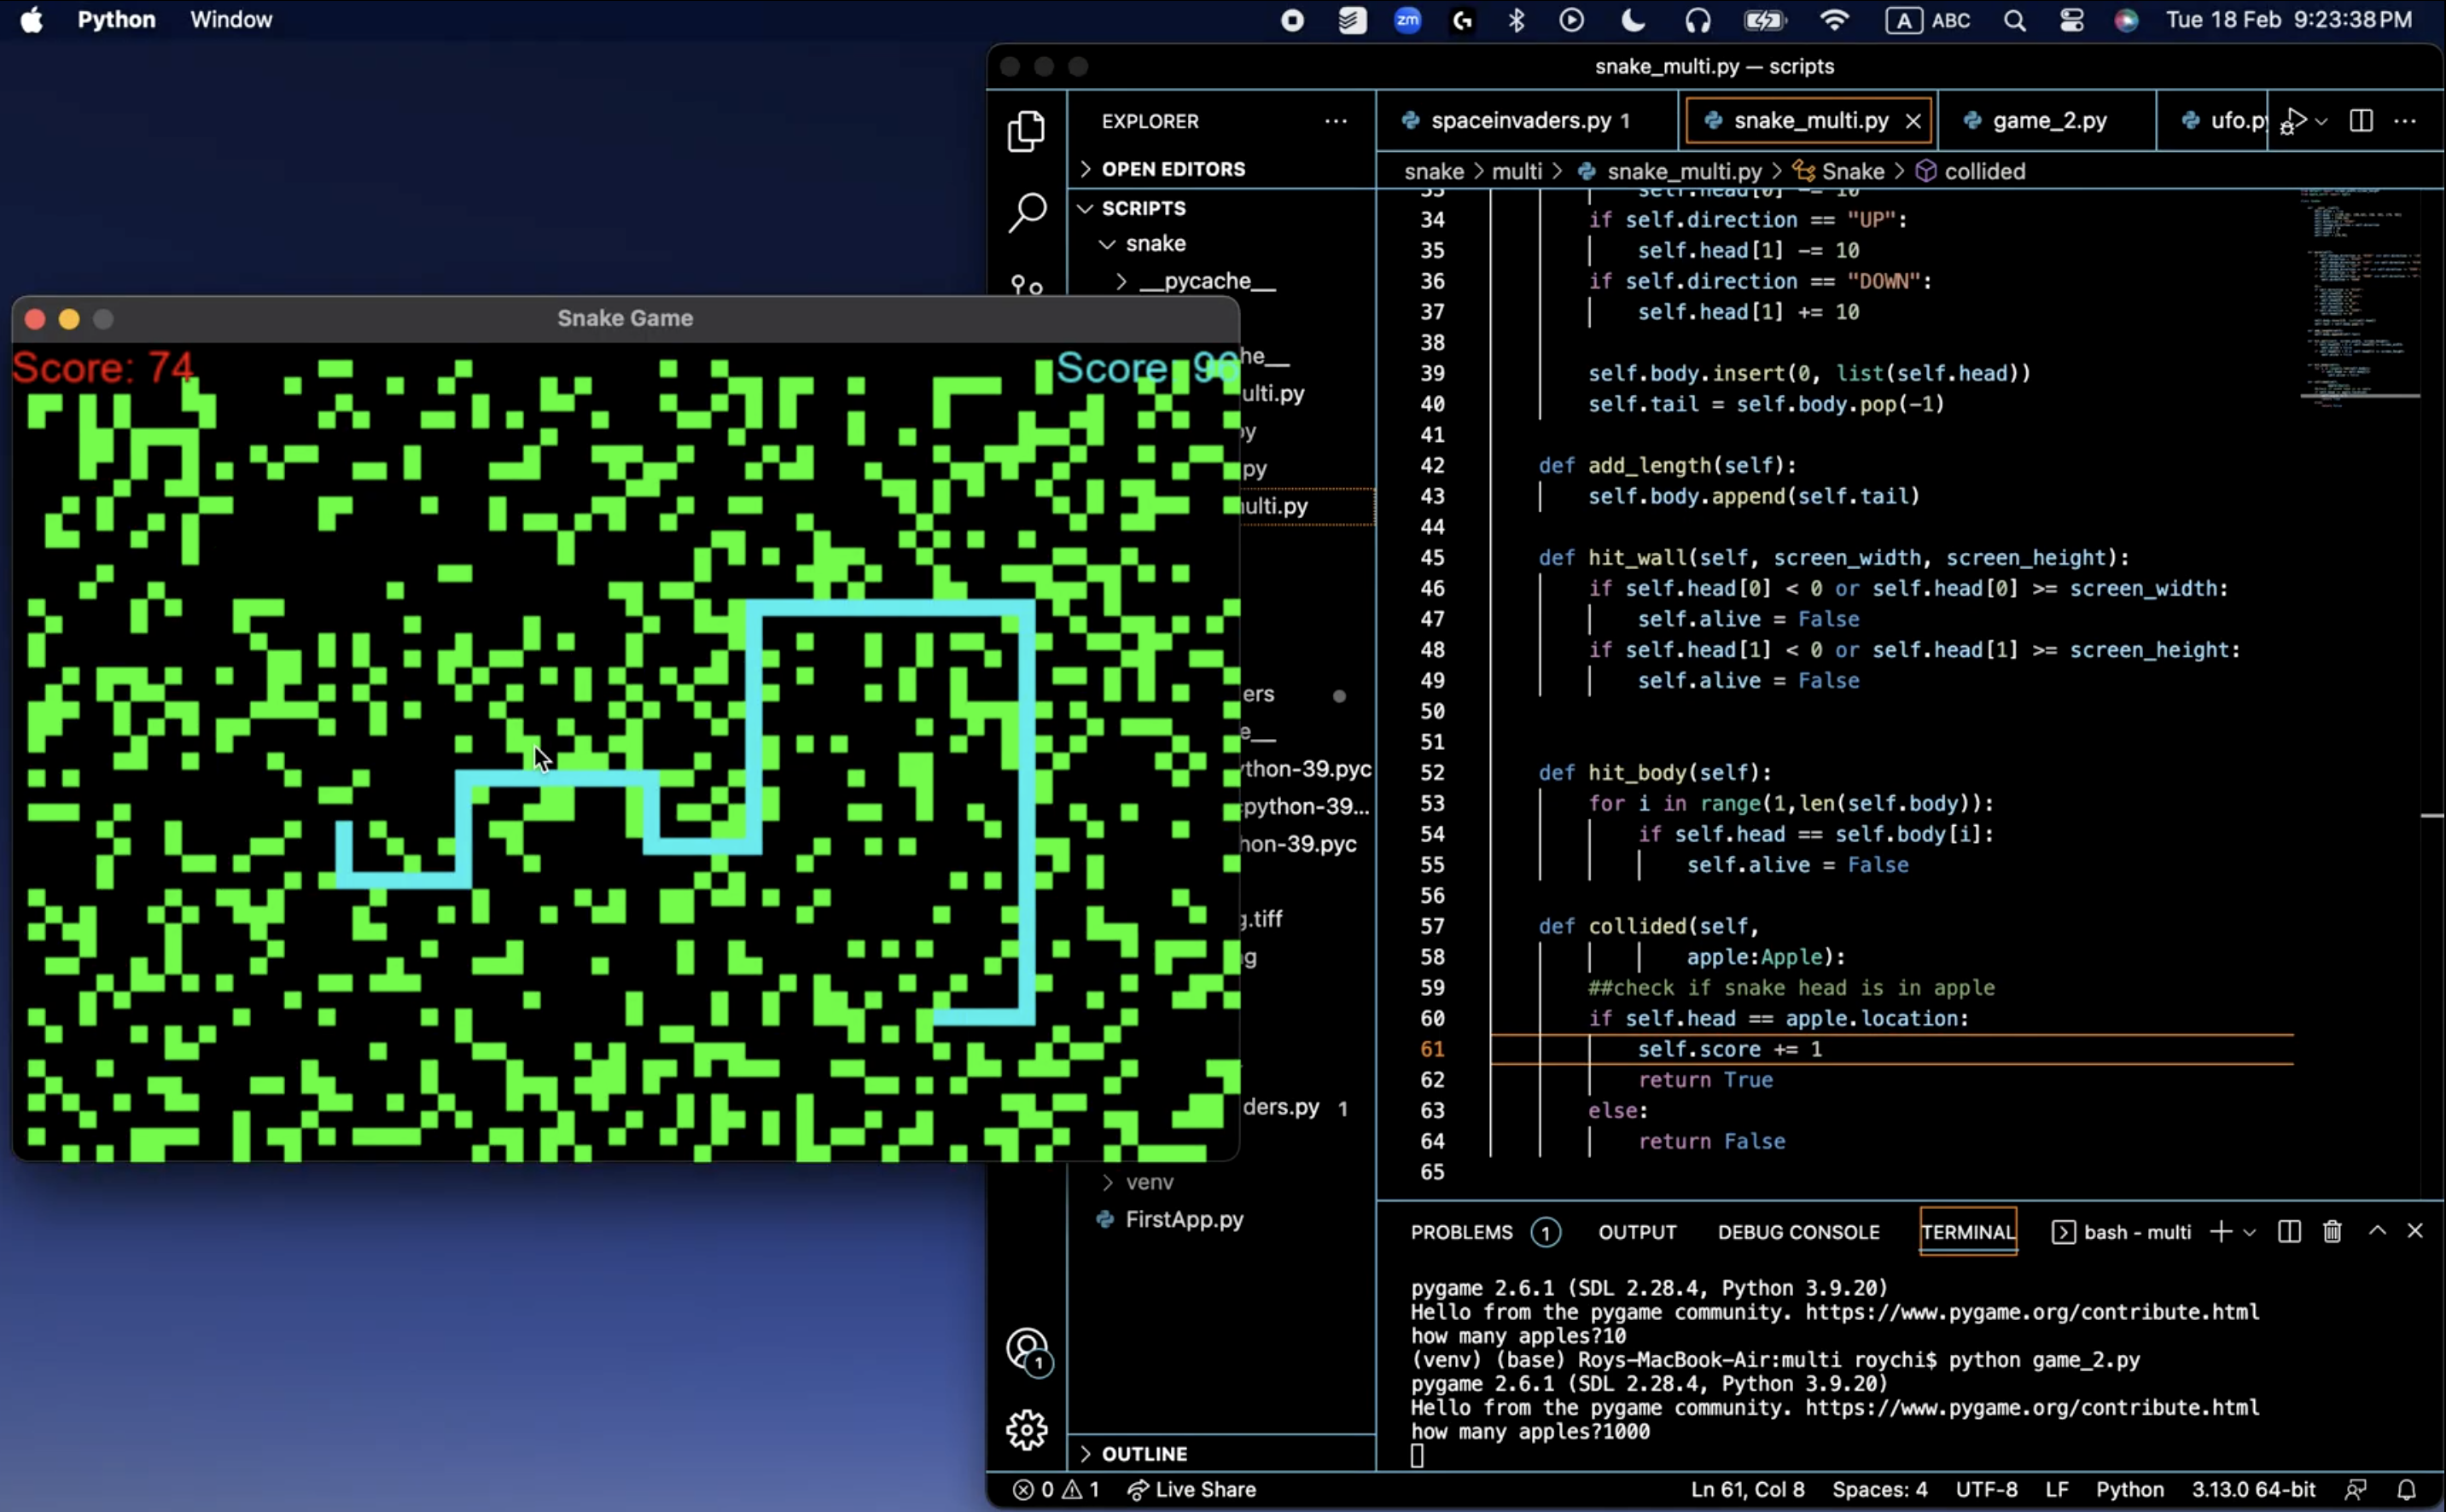 Python Window
zm
A ABC
Tue 18 Feb 9:23:38 PM
snake_multi.py — scripts
EXPLORER
spaceinvaders.py 1
snake_multi.py
game_2.py
ufo.py
OPEN EDITORS
snake > multi > snake_multi.py > Snake > collided
SCRIPTS
snake
__pycache__
he__
ulti.py
py
ulti.py
ers
e__
ython-39.pyc
python-39...
hon-39.pyc
g.tiff
ders.py 1
venv
FirstApp.py
OUTLINE
Snake Game
Score: 74
34 if self.direction == "UP":
35 self.head[1] -= 10
36 if self.direction == "DOWN":
37 self.head[1] += 10
38
39 self.body.insert(0, list(self.head))
40 self.tail = self.body.pop(-1)
41
42 def add_length(self):
43 self.body.append(self.tail)
44
45 def hit_wall(self, screen_width, screen_height):
46 if self.head[0] < 0 or self.head[0] >= screen_width:
47 self.alive = False
48 if self.head[1] < 0 or self.head[1] >= screen_height:
49 self.alive = False
50
51
52 def hit_body(self):
53 for i in range(1,len(self.body)):
54 if self.head == self.body[i]:
55 self.alive = False
56
57 def collided(self,
58 apple:Apple):
59 ##check if snake head is in apple
60 if self.head == apple.location:
61 self.score += 1
62 return True
63 else:
64 return False
65
PROBLEMS 1 OUTPUT DEBUG CONSOLE TERMINAL bash - multi
pygame 2.6.1 (SDL 2.28.4, Python 3.9.20)
Hello from the pygame community. https://www.pygame.org/contribute.html
how many apples?10
(venv) (base) Roys-MacBook-Air:multi roychi$ python game_2.py
pygame 2.6.1 (SDL 2.28.4, Python 3.9.20)
Hello from the pygame community. https://www.pygame.org/contribute.html
how many apples?1000
1
0 1 Live Share
Ln 61, Col 8 Spaces: 4 UTF-8 LF Python 3.13.0 64-bit